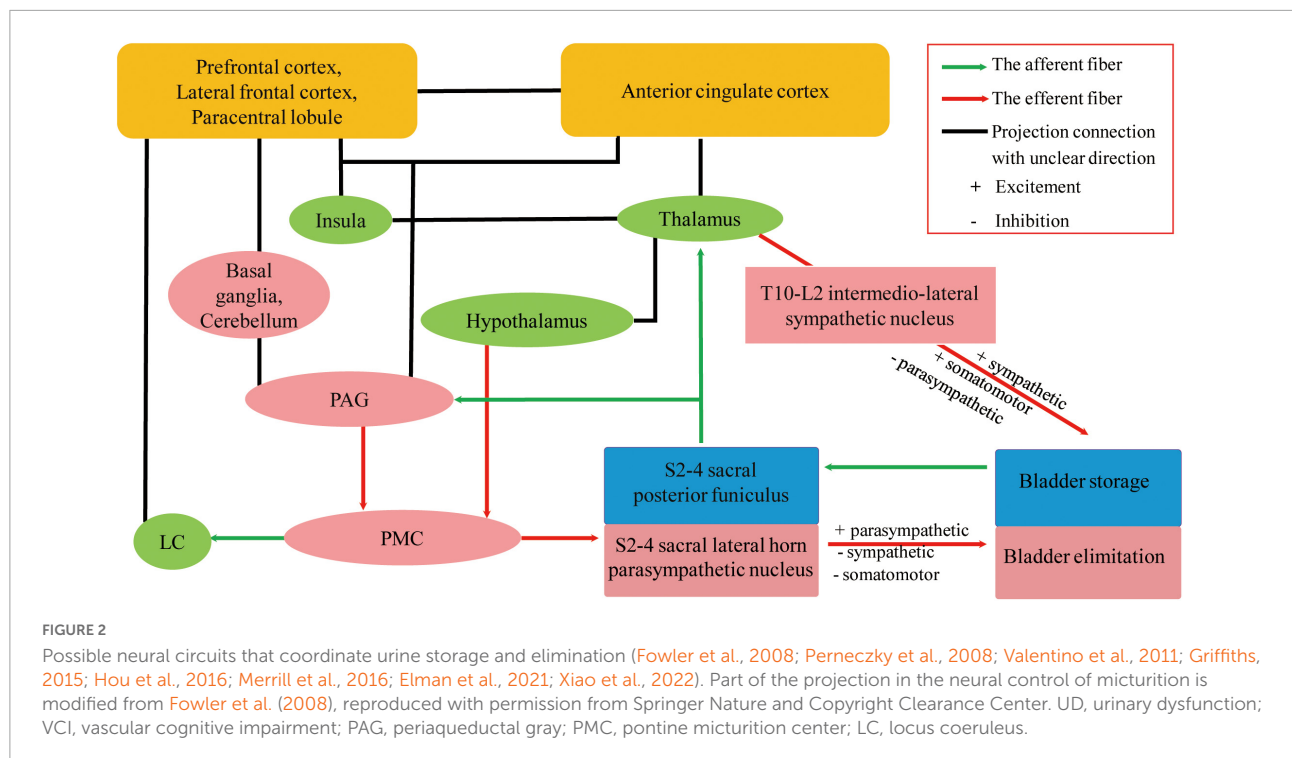 Prefrontal cortex,
Lateral frontal cortex,
Paracentral lobule
Anterior cingulate cortex
The afferent fiber
The efferent fiber
Projection connection
with unclear direction
+ Excitement
- Inhibition
Insula
Thalamus
Basal
ganglia,
Cerebellum
Hypothalamus
T10-L2 intermedio-lateral
sympathetic nucleus
+ sympathetic
+ somatomotor
- parasympathetic
PAG
S2-4 sacral
posterior funiculus
Bladder storage
LC
PMC
S2-4 sacral lateral horn
parasympathetic nucleus
+ parasympathetic
- sympathetic
- somatomotor
Bladder elimitation
FIGURE 2
Possible neural circuits that coordinate urine storage and elimination (Fowler et al., 2008; Perneczky et al., 2008; Valentino et al., 2011; Griffiths,
2015; Hou et al., 2016; Merrill et al., 2016; Elman et al., 2021; Xiao et al., 2022). Part of the projection in the neural control of micturition is
modified from Fowler et al. (2008), reproduced with permission from Springer Nature and Copyright Clearance Center. UD, urinary dysfunction;
VCI, vascular cognitive impairment; PAG, periaqueductal gray; PMC, pontine micturition center; LC, locus coeruleus.